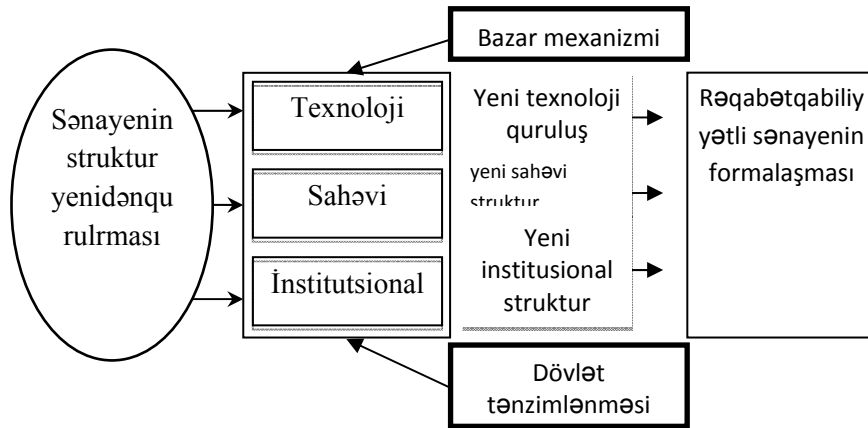 Bazar mexanizmi
Sənayenin
struktur
yenidənqu
rulrması
Texnoloji
Sahəvi
İnstitutsional
Yeni texnoloji
quruluş
yeni sahəvi
struktur
Yeni
institusional
struktur
Rəqabətqabiliy
yətli sənayenin
formalaşması
Dövlət
tənzimlənməsi